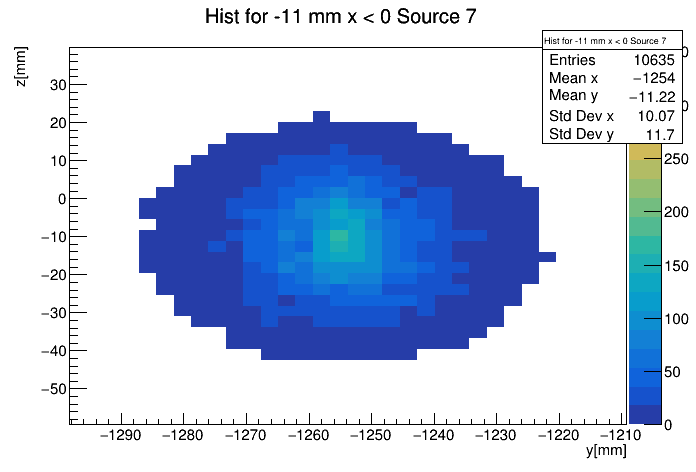 Hist for -11 mm x < 0 Source 7
z[mm]
Hist for -11 mm x < 0 Source 7
Entries 10635
Mean x −1254
Mean y −11.22
Std Dev x 10.07
Std Dev y 11.7
30
20
10
0
−10
−20
−30
−40
−50
0
0
250
200
150
100
50
0
−1290 −1280 −1270 −1260 −1250 −1240 −1230 −1220 −1210
y[mm]